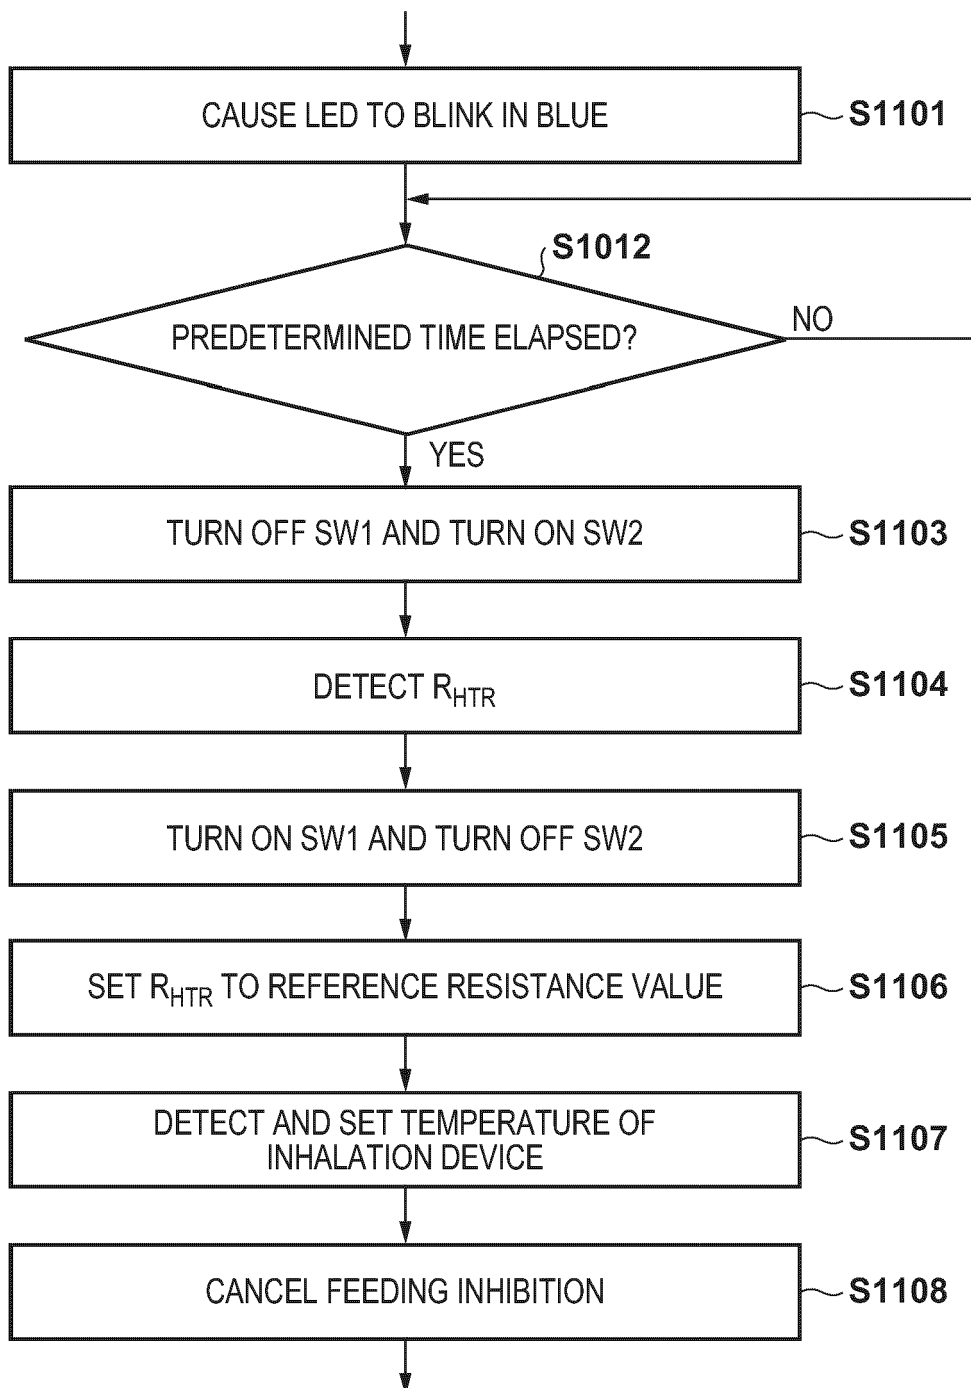 CAUSE LED TO BLINK IN BLUE
S1101
S1012
PREDETERMINED TIME ELAPSED?
NO
YES
TURN OFF SW1 AND TURN ON SW2
S1103
DETECT RHTR
S1104
TURN ON SW1 AND TURN OFF SW2
S1105
SET RHTR TO REFERENCE RESISTANCE VALUE
S1106
DETECT AND SET TEMPERATURE OF
INHALATION DEVICE
S1107
CANCEL FEEDING INHIBITION
S1108